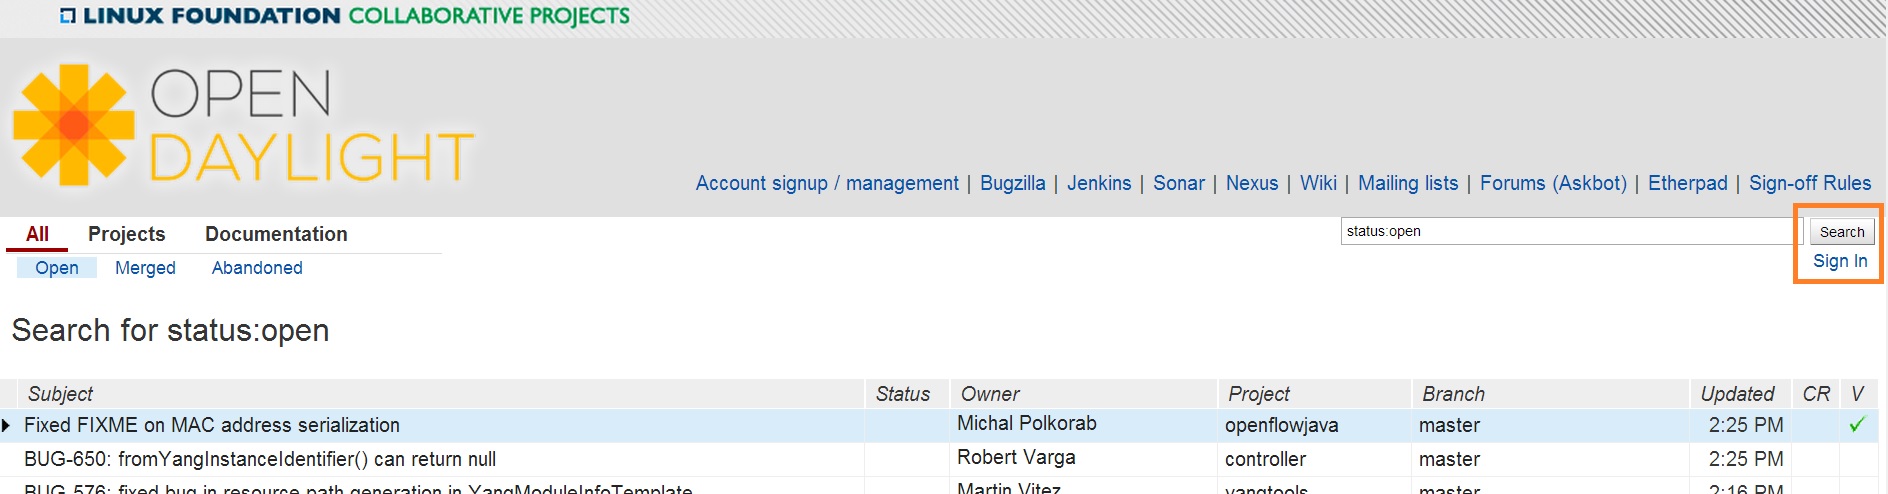 LINUX FOUNDATION COLLABORATIVE PROJECTS
OPEN
DAYLIGHT
Account signup / management | Bugzilla | Jenkins | Sonar | Nexus | Wiki | Mailing lists | Forums (Askbot) | Etherpad | Sign-off Rules
All Projects Documentation status:open Search
Open Merged Abandoned Sign In
Search for status:open
Subject Status Owner Project Branch Updated CR V
Fixed FIXME on MAC address serialization Michal Polkorab openflowjava master 2:25 PM
BUG-650: fromYangInstanceIdentifier() can return null Robert Varga controller master 2:25 PM
BUG-576: fixed bug in resource path generation in YangModuleInfoTemplate Martin Vitez yangtools master 2:16 PM